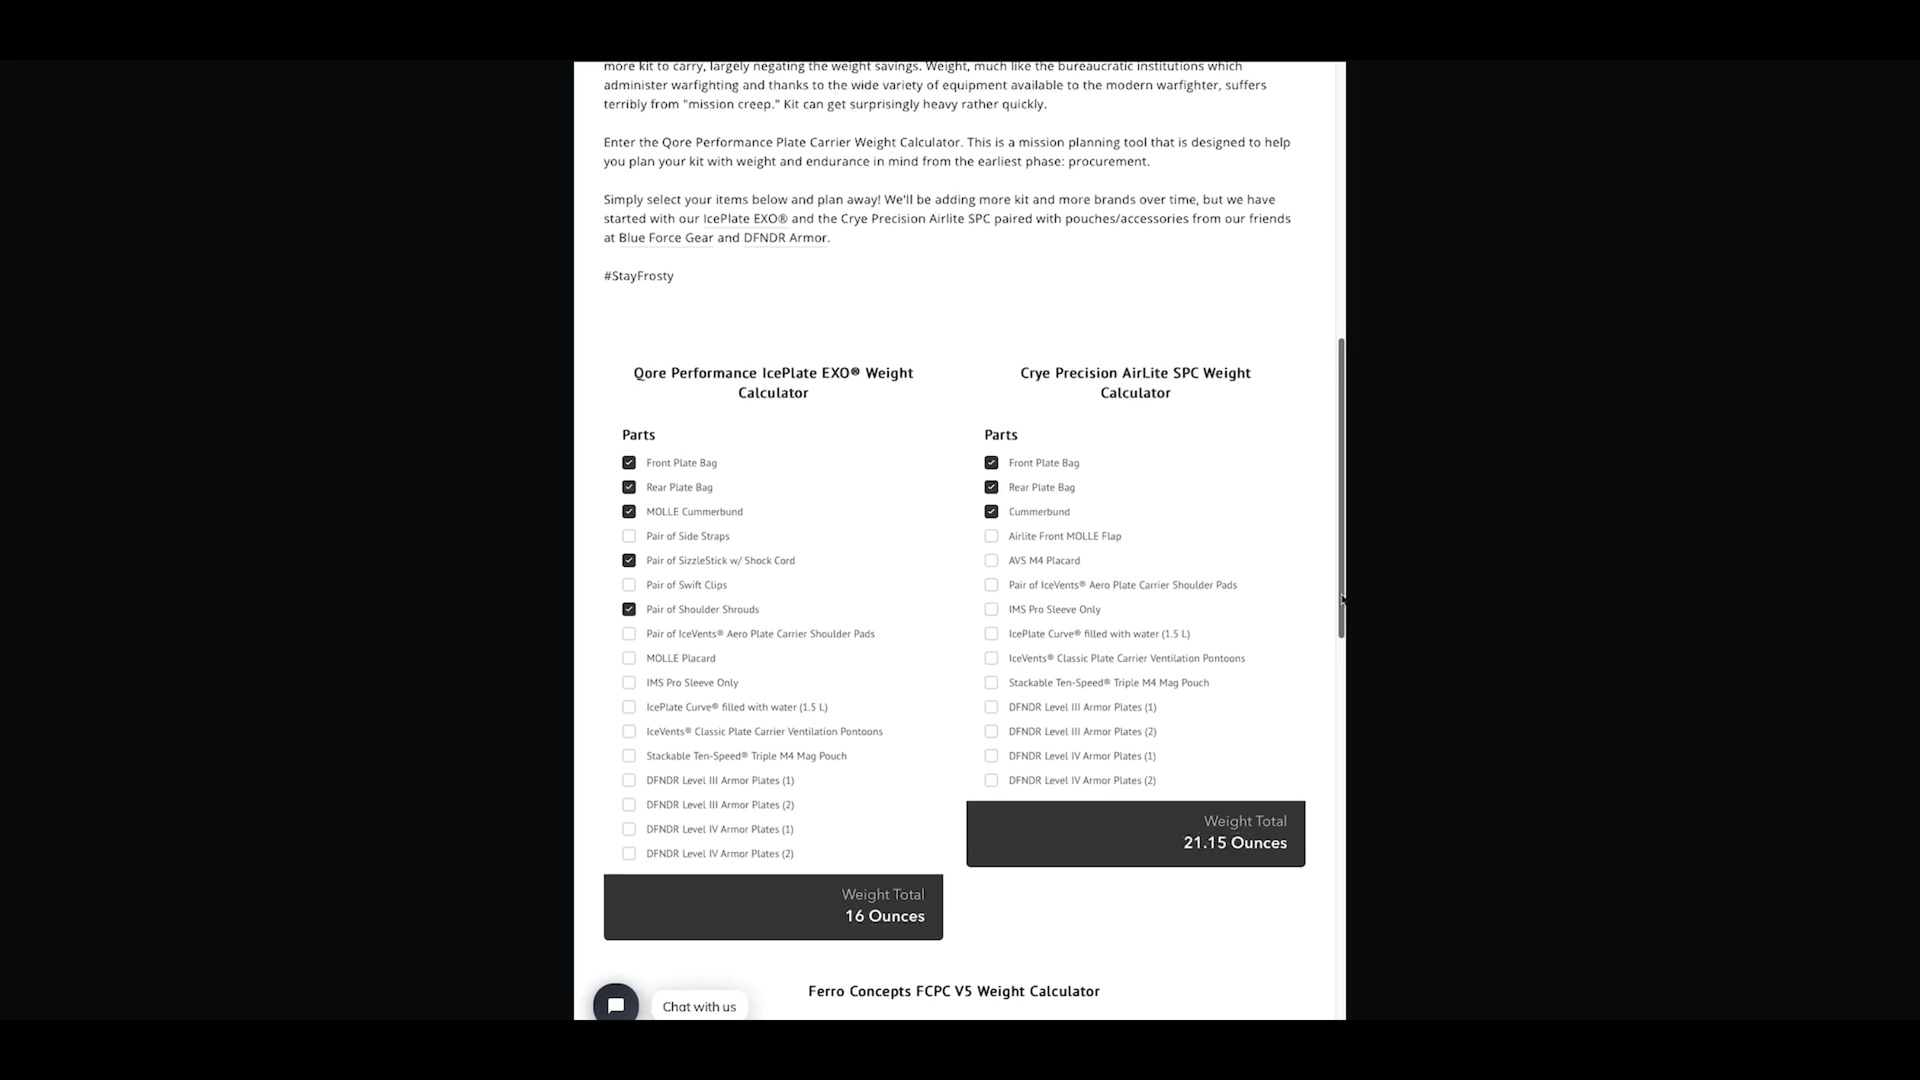 more kit to carry, largely negating the weight savings. Weight, much like the bureaucratic institutions which
administer warfighting and thanks to the wide variety of equipment available to the modern warfighter, suffers
terribly from "mission creep." Kit can get surprisingly heavy rather quickly.
Enter the Qore Performance Plate Carrier Weight Calculator. This is a mission planning tool that is designed to help
you plan your kit with weight and endurance in mind from the earliest phase: procurement.
Simply select your items below and plan away! We'll be adding more kit and more brands over time, but we have
started with our IcePlate EXO® and the Crye Precision Airlite SPC paired with pouches/accessories from our friends
at Blue Force Gear and DFNDR Armor.
#StayFrosty
Qore Performance IcePlate EXO® Weight
Calculator
Parts
Front Plate Bag
Rear Plate Bag
MOLLE Cummerbund
Pair of Side Straps
Pair of SizzleStick w/ Shock Cord
Pair of Swift Clips
Pair of Shoulder Shrouds
Pair of IceVents® Aero Plate Carrier Shoulder Pads
MOLLE Placard
IMS Pro Sleeve Only
IcePlate Curve® filled with water (1.5 L)
IceVents® Classic Plate Carrier Ventilation Pontoons
Stackable Ten-Speed® Triple M4 Mag Pouch
DFNDR Level III Armor Plates (1)
DFNDR Level III Armor Plates (2)
DFNDR Level IV Armor Plates (1)
DFNDR Level IV Armor Plates (2)
Weight Total
16 Ounces
Crye Precision AirLite SPC Weight
Calculator
Parts
Front Plate Bag
Rear Plate Bag
Cummerbund
Airlite Front MOLLE Flap
AVS M4 Placard
Pair of IceVents® Aero Plate Carrier Shoulder Pads
IMS Pro Sleeve Only
IcePlate Curve® filled with water (1.5 L)
IceVents® Classic Plate Carrier Ventilation Pontoons
Stackable Ten-Speed® Triple M4 Mag Pouch
DFNDR Level III Armor Plates (1)
DFNDR Level III Armor Plates (2)
DFNDR Level IV Armor Plates (1)
DFNDR Level IV Armor Plates (2)
Weight Total
21.15 Ounces
Ferro Concepts FCPC V5 Weight Calculator
Chat with us